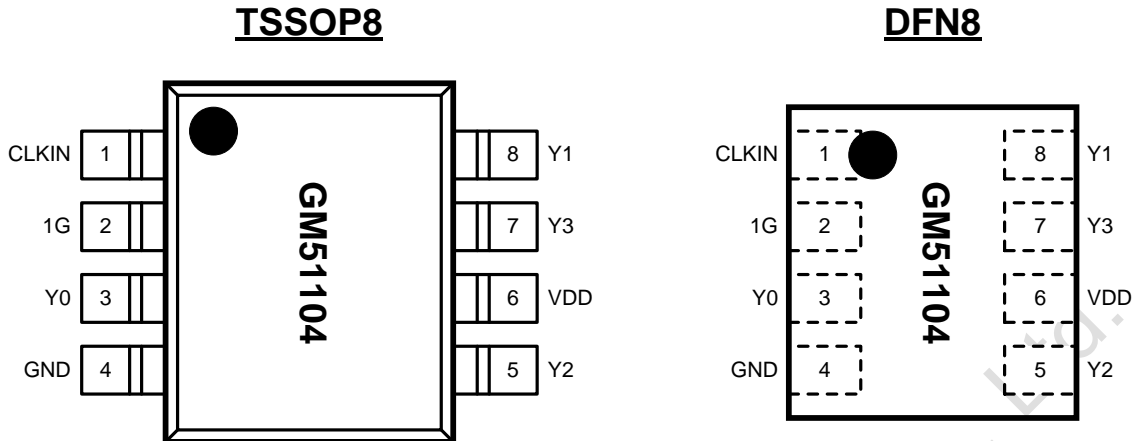 TSSOP8
DFN8
CLKIN 1 8 Y1
1G 2 7 Y3
Y0 3 6 VDD
GND 4 5 Y2
GM51104
CLKIN 1 8 Y1
1G 2 7 Y3
Y0 3 6 VDD
GND 4 5 Y2
GM51104
Ltd.